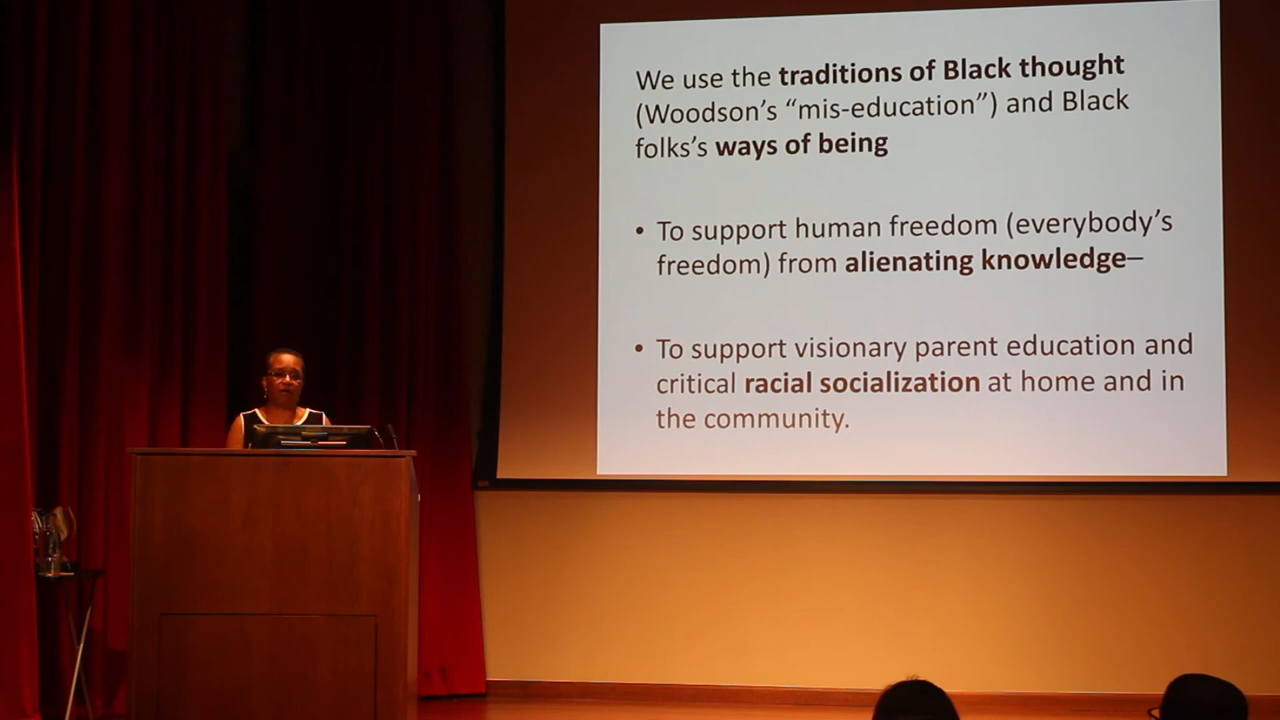 We use the traditions of Black thought
(Woodson’s “mis-education”) and Black
folks’s ways of being
• To support human freedom (everybody’s
freedom) from alienating knowledge–
• To support visionary parent education and
critical racial socialization at home and in
the community.